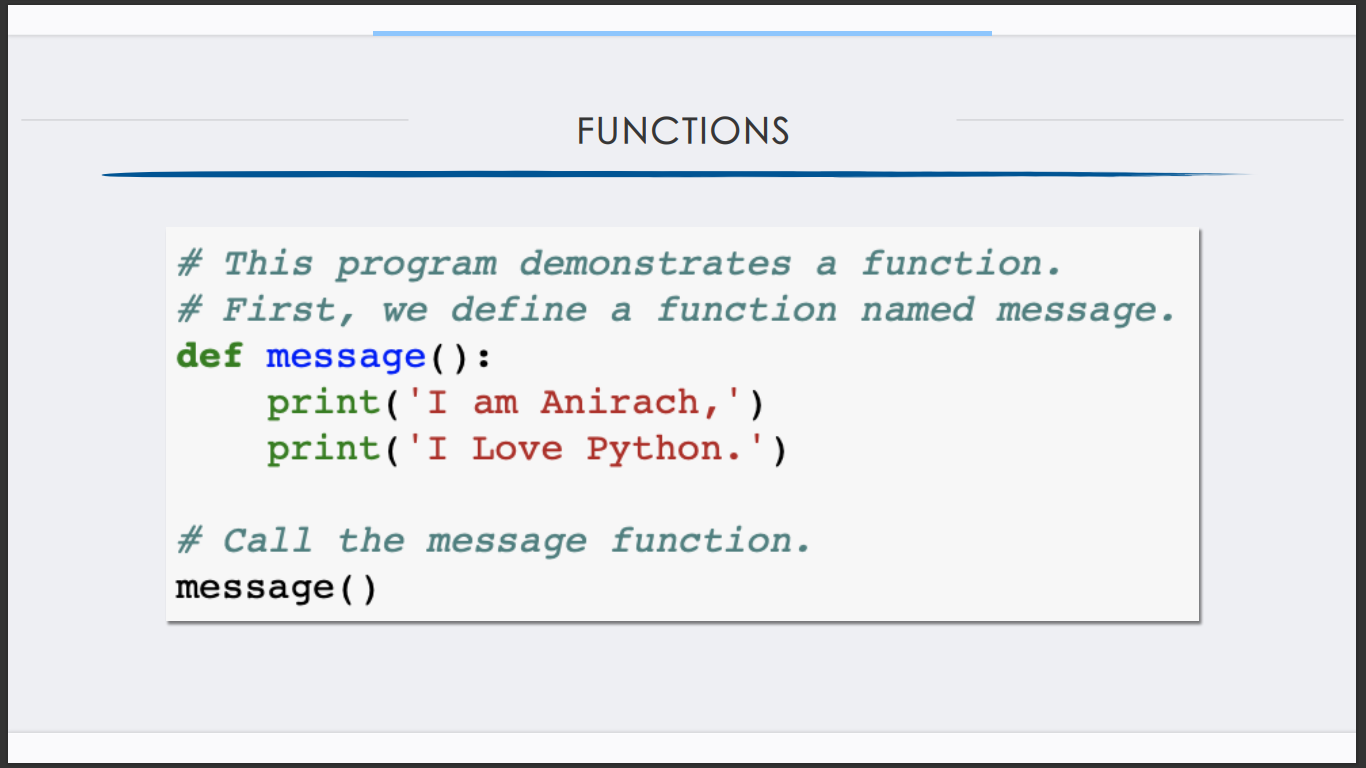 FUNCTIONS
# This program demonstrates a function.
# First, we define a function named message.
def message():
    print('I am Anirach,')
    print('I Love Python.')
# Call the message function.
message()